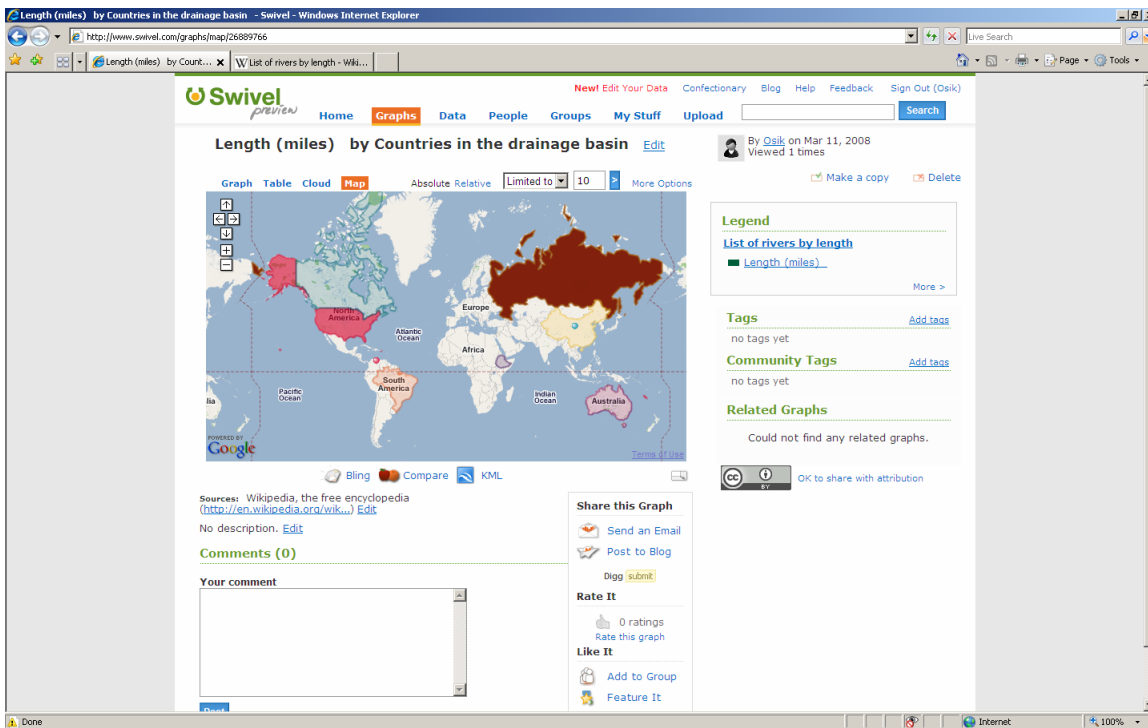 Length (miles) by Countries in the drainage basin - Swivel - Windows Internet Explorer
http://www.swivel.com/graphs/map/26889766
Live Search
Length (miles) by Count... X
W List of rivers by length - Wiki...
Page Tools
Swivel
preview
New! Edit Your Data Confectionary Blog Help Feedback Sign Out (Osik)
Home Graphs Data People Groups My Stuff Upload Search
Length (miles) by Countries in the drainage basin Edit
By Osik on Mar 11, 2008
Viewed 1 times
Make a copy Delete
Graph Table Cloud Map Absolute Relative Limited to 10 > More Options
Legend
List of rivers by length
Length (miles)
More >
North
America
Atlantic
Ocean
Europe
Africa
South
America
Pacific
Ocean
Indian
Ocean
Australia
lia
POWERED BY
Google
Terms of Use
Tags Add tags
no tags yet
Community Tags Add tags
no tags yet
Related Graphs
Could not find any related graphs.
cc BY OK to share with attribution
Bling Compare KML
Sources: Wikipedia, the free encyclopedia
(http://en.wikipedia.org/wik...) Edit
No description. Edit
Comments (0)
Your comment
Post
Share this Graph
Send an Email
Post to Blog
Digg submit
Rate It
0 ratings
Rate this graph
Like It
Add to Group
Feature It
Done Internet 100%